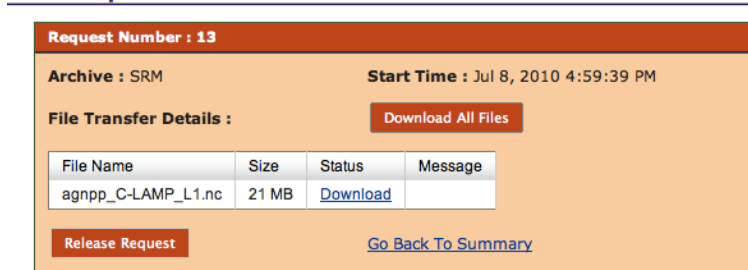 Request Number : 13
Archive : SRM Start Time : Jul 8, 2010 4:59:39 PM
File Transfer Details : Download All Files
File Name Size Status Message
agnpp_C-LAMP_L1.nc 21 MB Download
Release Request Go Back To Summary